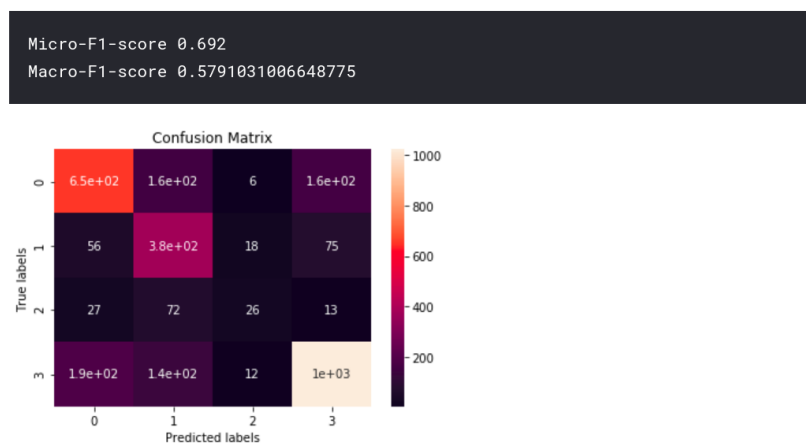 Micro-F1-score 0.692
Macro-F1-score 0.5791031006648775
Confusion Matrix
0 6.5e+02 1.6e+02 6 1.6e+02
1 56 3.8e+02 18 75
2 27 72 26 13
3 1.9e+02 1.4e+02 12 1e+03
0 1 2 3
True labels
Predicted labels
1000
800
600
400
200